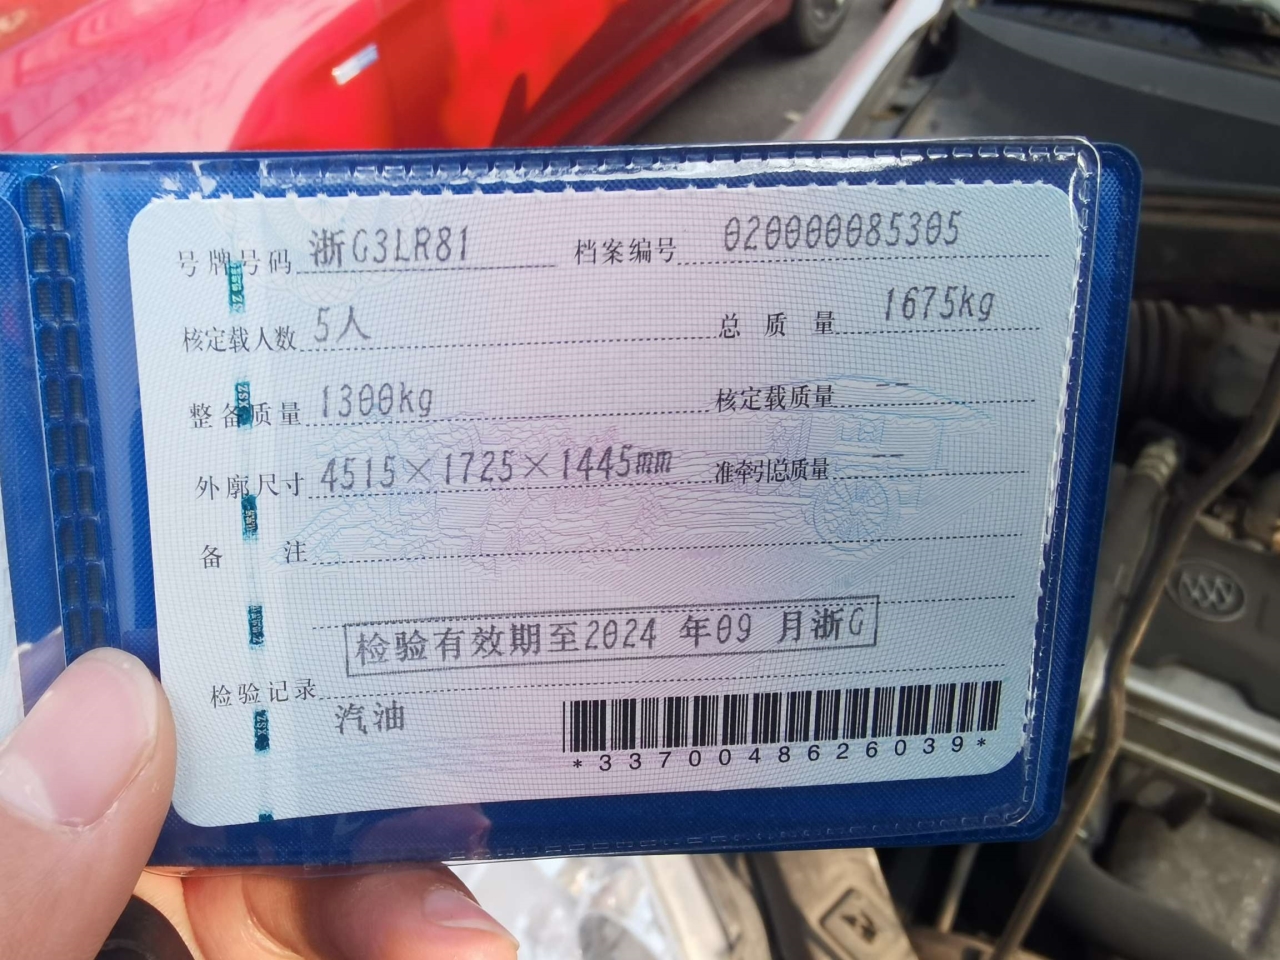 号牌号码 浙G3LR81 档案编号 020000085305
核定载人数 5人 总质量 1675kg
整备质量 1300kg 核定载质量 --
外廓尺寸 4515×1725×1445mm 准牵引总质量 --
备注
检验有效期至2024 年09 月浙G
检验记录
汽油
*3370048626039*